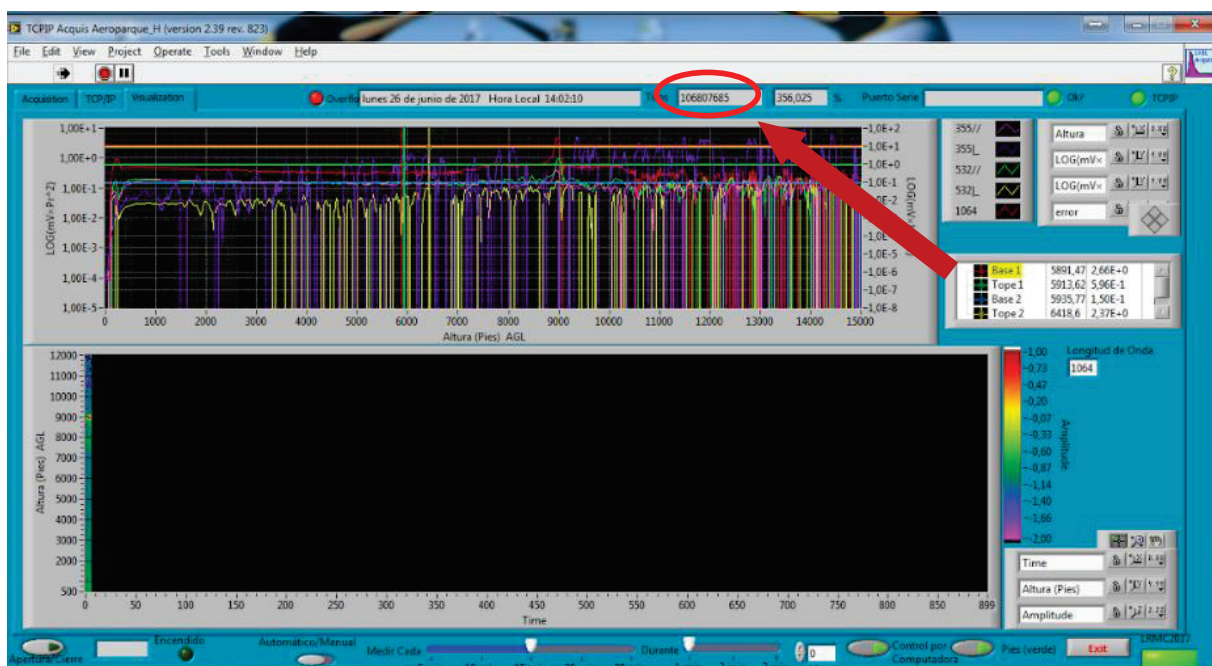 TCPIP Acquis Aeroparque_H (version 2.39 rev. 823)
File Edit View Project Operate Tools Window Help
Acquisition TCP/IP Visualization
lunes 26 de junio de 2017 Hora Local 14:02:10
106807685 356,025 % Puerto Serie Ok? TCPIP
1,00E+1
1,00E+0
1,00E-1
1,00E-2
1,00E-3
1,00E-4
1,00E-5
LOG(mV× Pr^2)
-1,0E+2
-1,0E+1
-1,0E+0
-1,0E-1
-1,0E-5
-1,0E-6
-1,0E-7
-1,0E-8
0 1000 2000 3000 4000 5000 6000 7000 8000 9000 10000 11000 12000 13000 14000 15000
Altura (Pies) AGL
355//
355|_
532//
532|_
1064
Altura
LOG(mV×
LOG(mV×
error
Base 1 5891,47 2,66E+0
Tope 1 5913,62 5,96E-1
Base 2 5935,77 1,50E-1
Tope 2 6418,6 2,37E+0
12000
11000
10000
9000
8000
7000
6000
5000
4000
3000
2000
500
Altura (Pies) AGL
0 50 100 150 200 250 300 350 400 450 500 550 600 650 700 750 800 850 899
Time
-1,00
-0,73
-0,47
-0,20
-0,07
-0,33
-0,60
-0,87
-1,14
-1,40
-1,66
-2,00
Amplitude
Longitud de Onda
1064
Time
Altura (Pies)
Amplitude
Apertura/Cierre
Encendido
Automático/Manual
Medir Cada
Durante
0
Control por
Computadora
Pies (verde)
Exit
LRMC2017